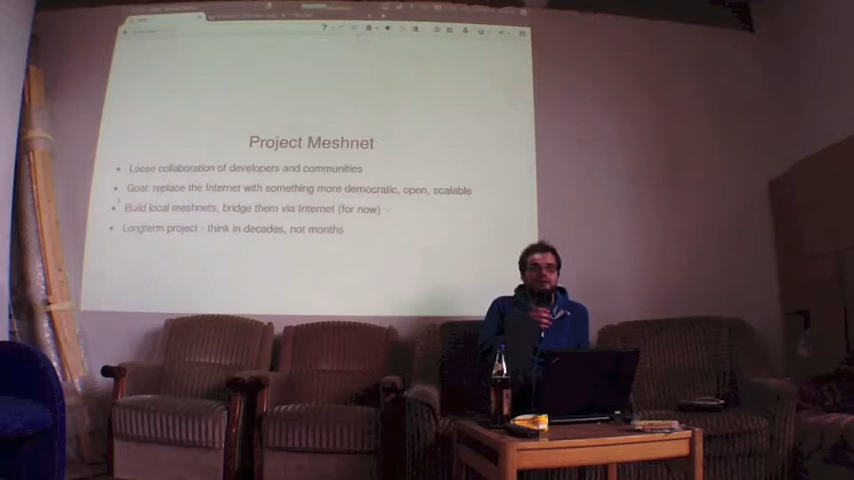 Project Meshnet
Loose collaboration of developers and communities
Goal: replace the Internet with something more democratic, open, scalable
Build local meshnets, bridge them via Internet (for now)
Longterm project - think in decades, not months